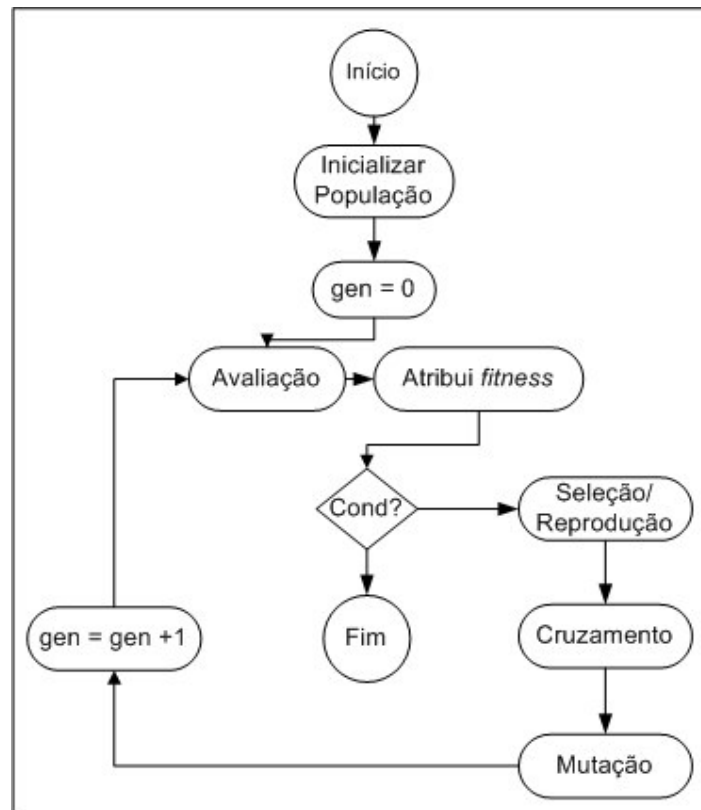 Início
Inicializar
População
gen = 0
Avaliação
Atribui fitness
Cond?
Seleção/
Reprodução
gen = gen +1
Fim
Cruzamento
Mutação